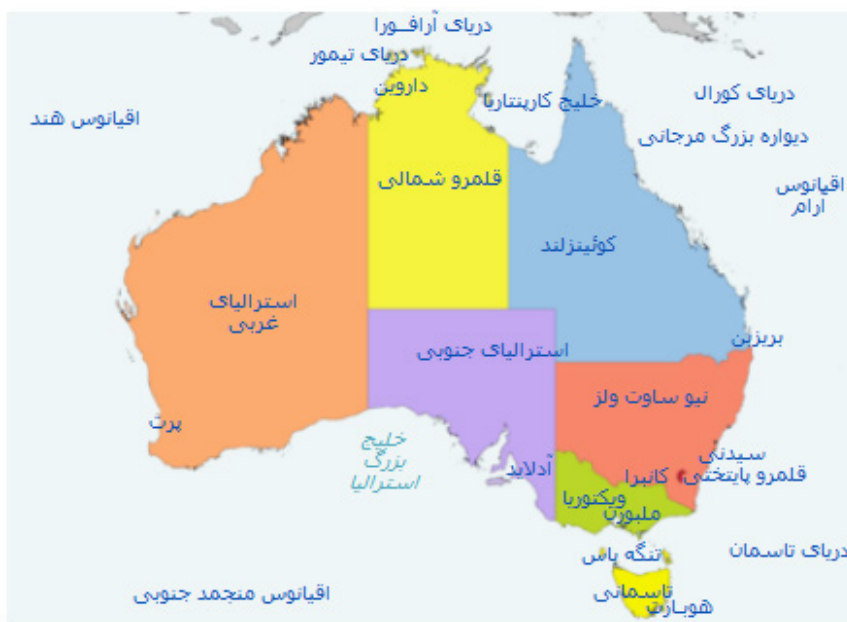 دریای آرافورا
دریای تیمور
داروین
خلیج کارپنتاریا
دریای کورال
اقیانوس هند
دیواره بزرگ مرجانی
قلمرو شمالی
اقیانوس
آرام
کوئینزلند
استرالیای
غربی
بریزبن
استرالیای جنوبی
نیو ساوت ولز
پرت
خلیج
بزرگ
استرالیا
سیدنی
آدلاید
کانبرا
قلمرو پایتختی
ویکتوریا
ملبورن
تنگه باس
دریای تاسمان
تاسمانی
اقیانوس منجمد جنوبی
هوبارت